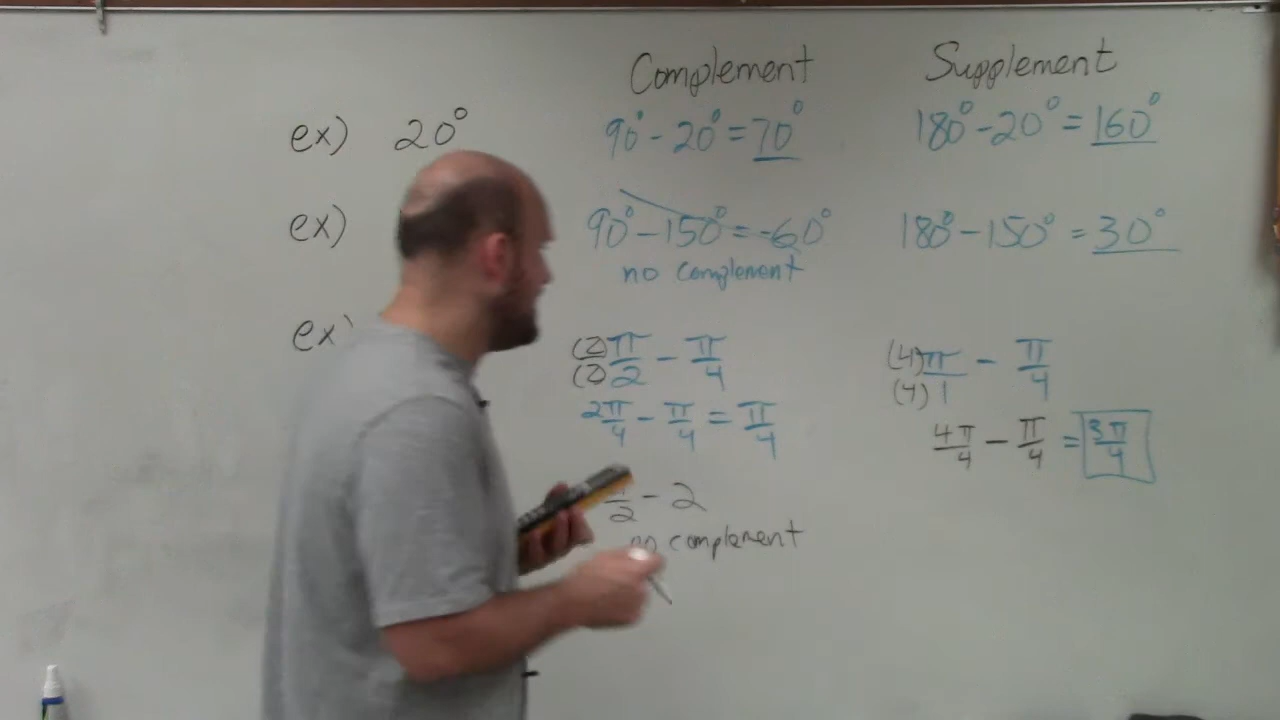 Complement Supplement
ex) 20° 90° - 20° = 70° 180° - 20° = 160°
ex) 90° - 150° = -60° 180° - 150° = 30°
no complement
ex) (2)π/(2)2 - π/4 (4)π/(4)1 - π/4
2π/4 - π/4 = π/4 4π/4 - π/4 = 3π/4
/2 - 2
no complement